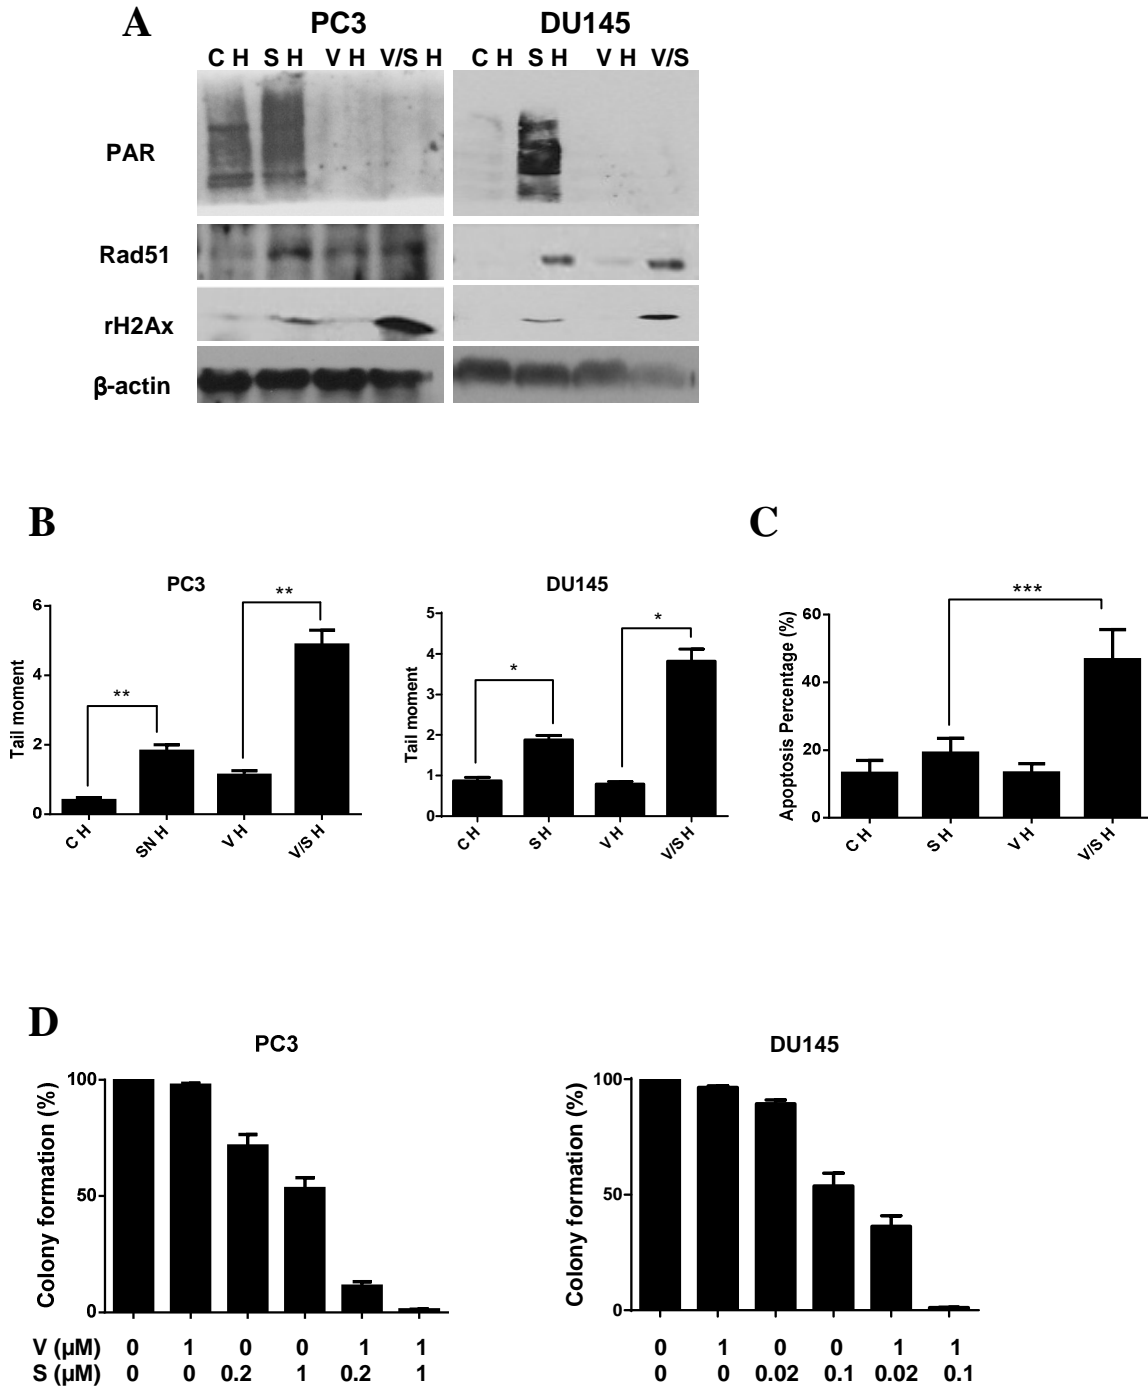 A
PC3 DU145
C H S H V H V/S H C H S H V H V/S
PAR
Rad51
rH2Ax
β-actin
B C
PC3 DU145
** ** * * ***
6
4
2
0
Tail moment
C H SN H V H V/S H
5
4
3
2
1
0
Tail moment
C H S H V H V/S H
60
40
20
0
Apoptosis Percentage (%)
C H S H V H V/S H
D
PC3 DU145
100
50
0
Colony formation (%)
100
50
0
Colony formation (%)
V (µM) 0 1 0 0 1 1 0 1 0 0 1 1
S (µM) 0 0 0.2 1 0.2 1 0 0 0.02 0.1 0.02 0.1